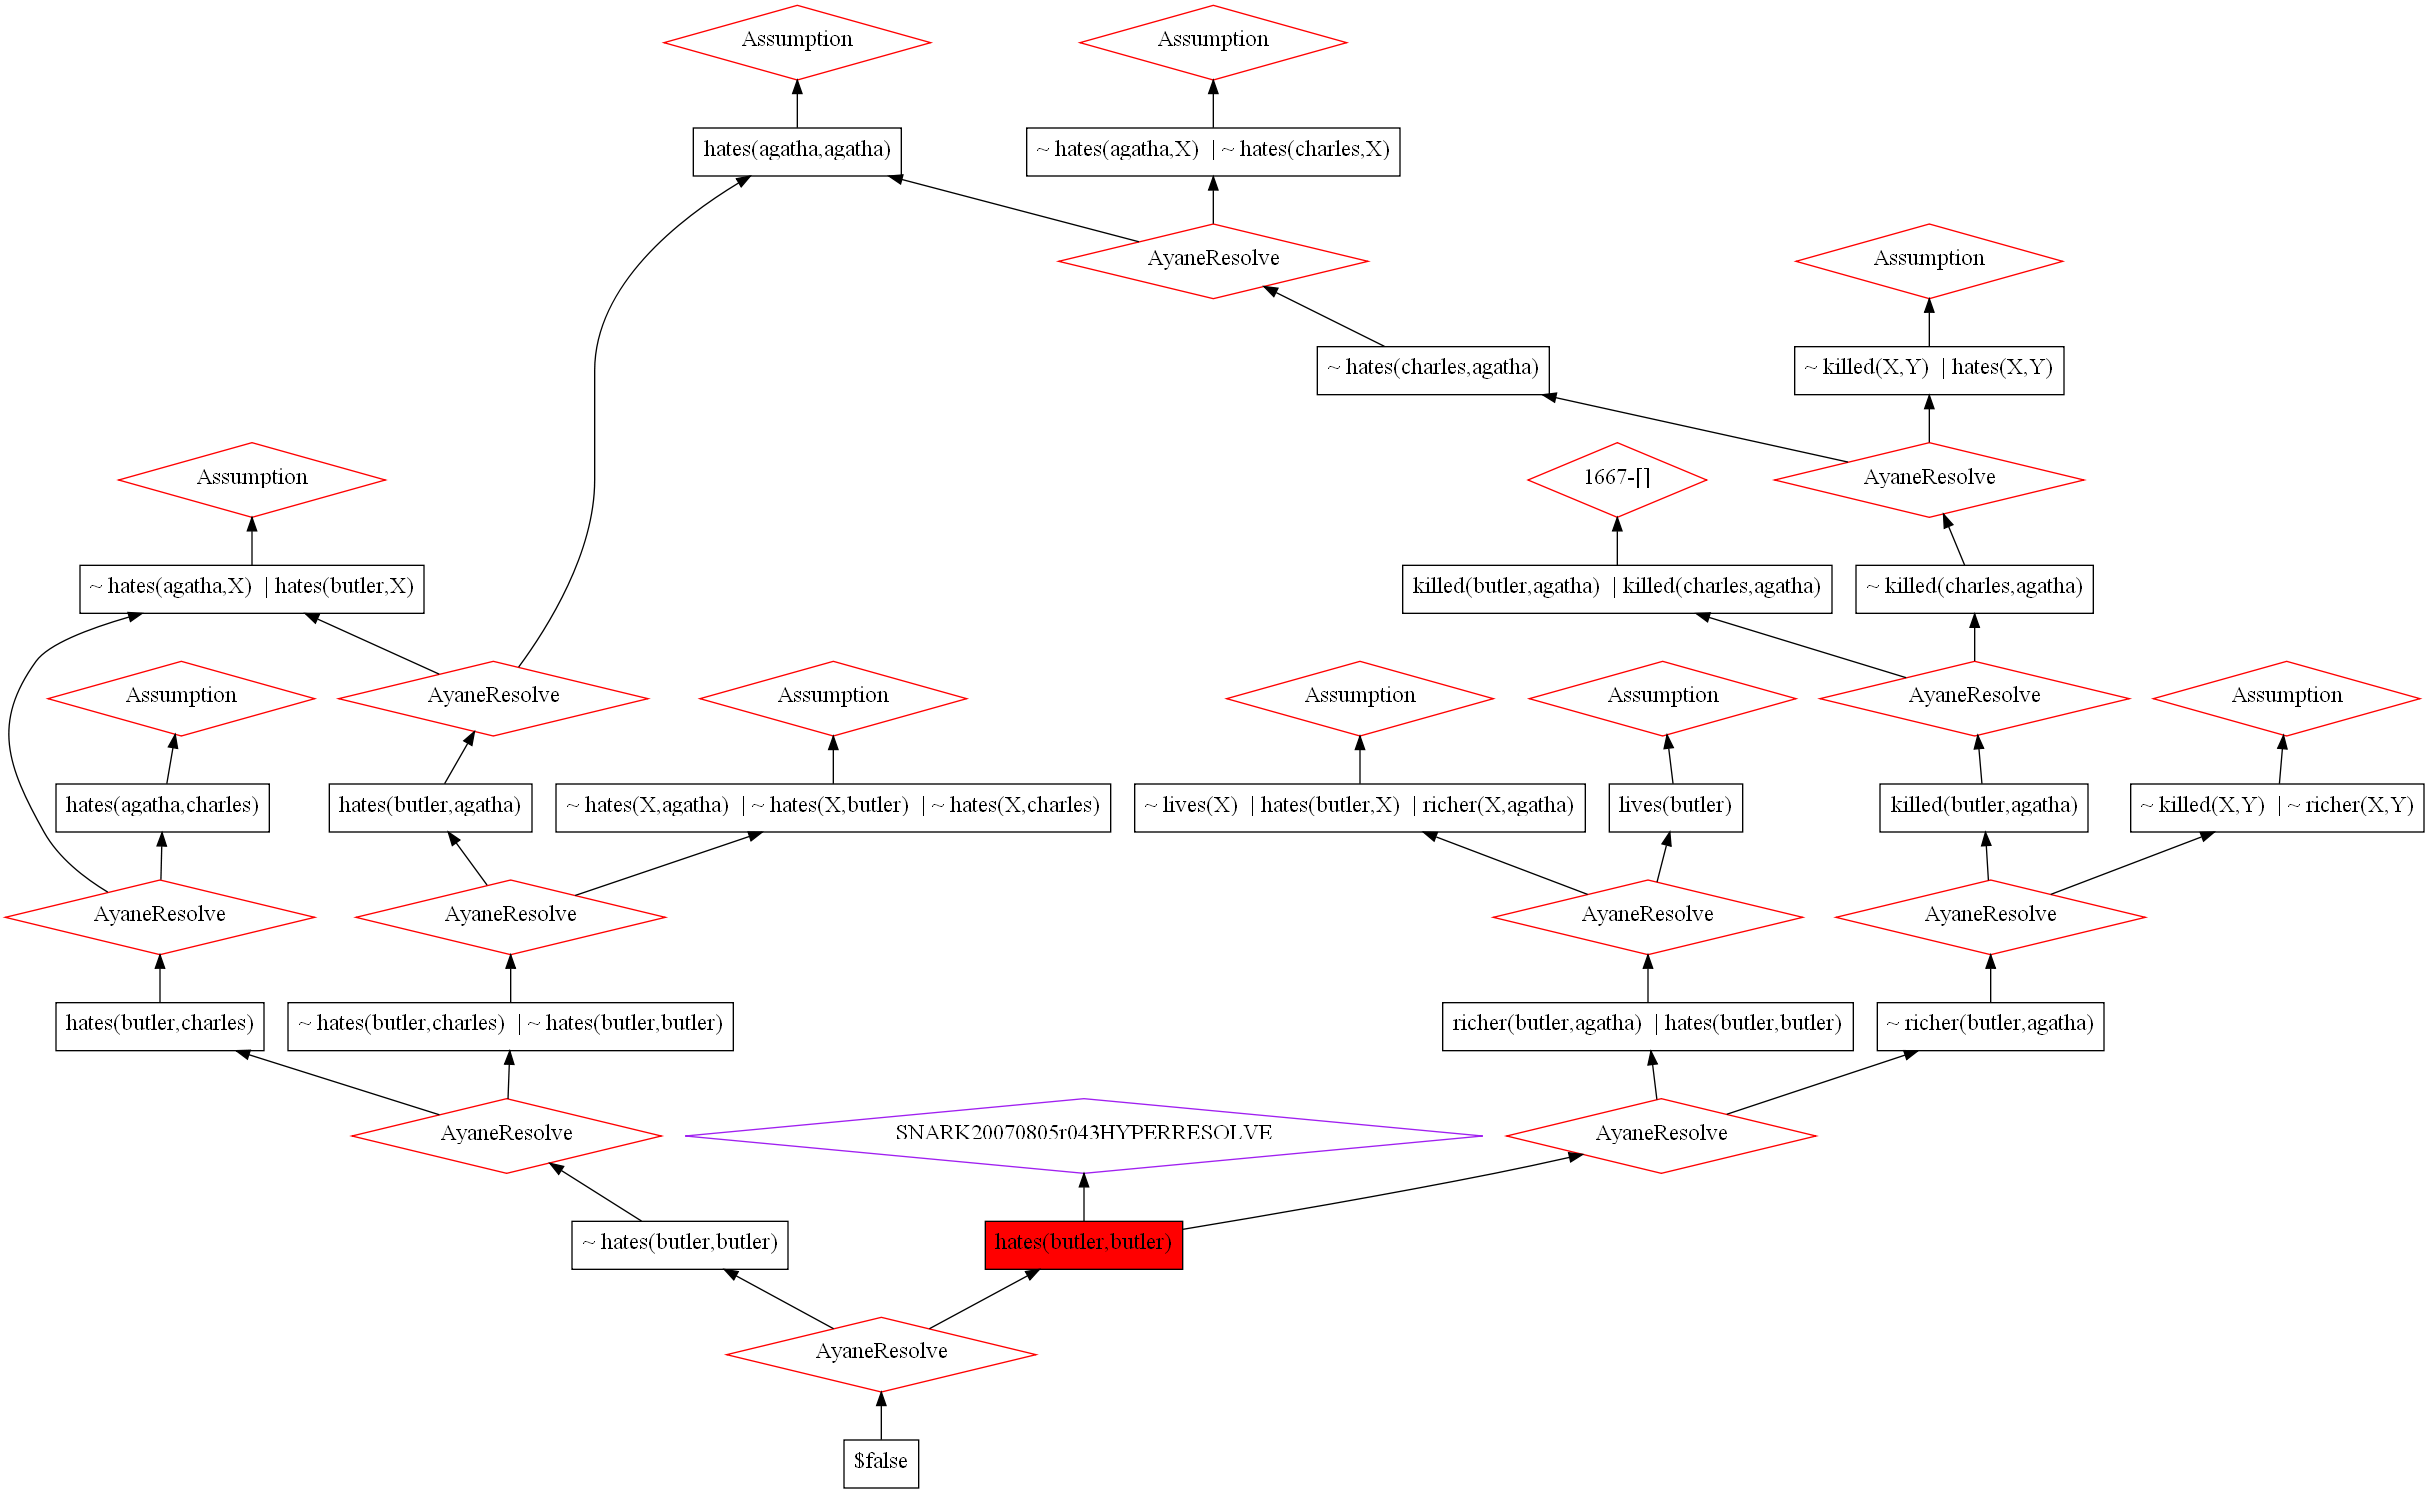 Assumption
Assumption
hates(agatha,agatha)
~ hates(agatha,X) | ~ hates(charles,X)
AyaneResolve
Assumption
~ hates(charles,agatha)
~ killed(X,Y) | hates(X,Y)
Assumption
1667-[]
AyaneResolve
~ hates(agatha,X) | hates(butler,X)
killed(butler,agatha) | killed(charles,agatha)
~ killed(charles,agatha)
Assumption
AyaneResolve
Assumption
Assumption
Assumption
AyaneResolve
Assumption
hates(agatha,charles)
hates(butler,agatha)
~ hates(X,agatha) | ~ hates(X,butler) | ~ hates(X,charles)
~ lives(X) | hates(butler,X) | richer(X,agatha)
lives(butler)
killed(butler,agatha)
~ killed(X,Y) | ~ richer(X,Y)
AyaneResolve
AyaneResolve
AyaneResolve
AyaneResolve
hates(butler,charles)
~ hates(butler,charles) | ~ hates(butler,butler)
richer(butler,agatha) | hates(butler,butler)
~ richer(butler,agatha)
AyaneResolve
SNARK20070805r043HYPERRESOLVE
AyaneResolve
~ hates(butler,butler)
hates(butler,butler)
AyaneResolve
$false